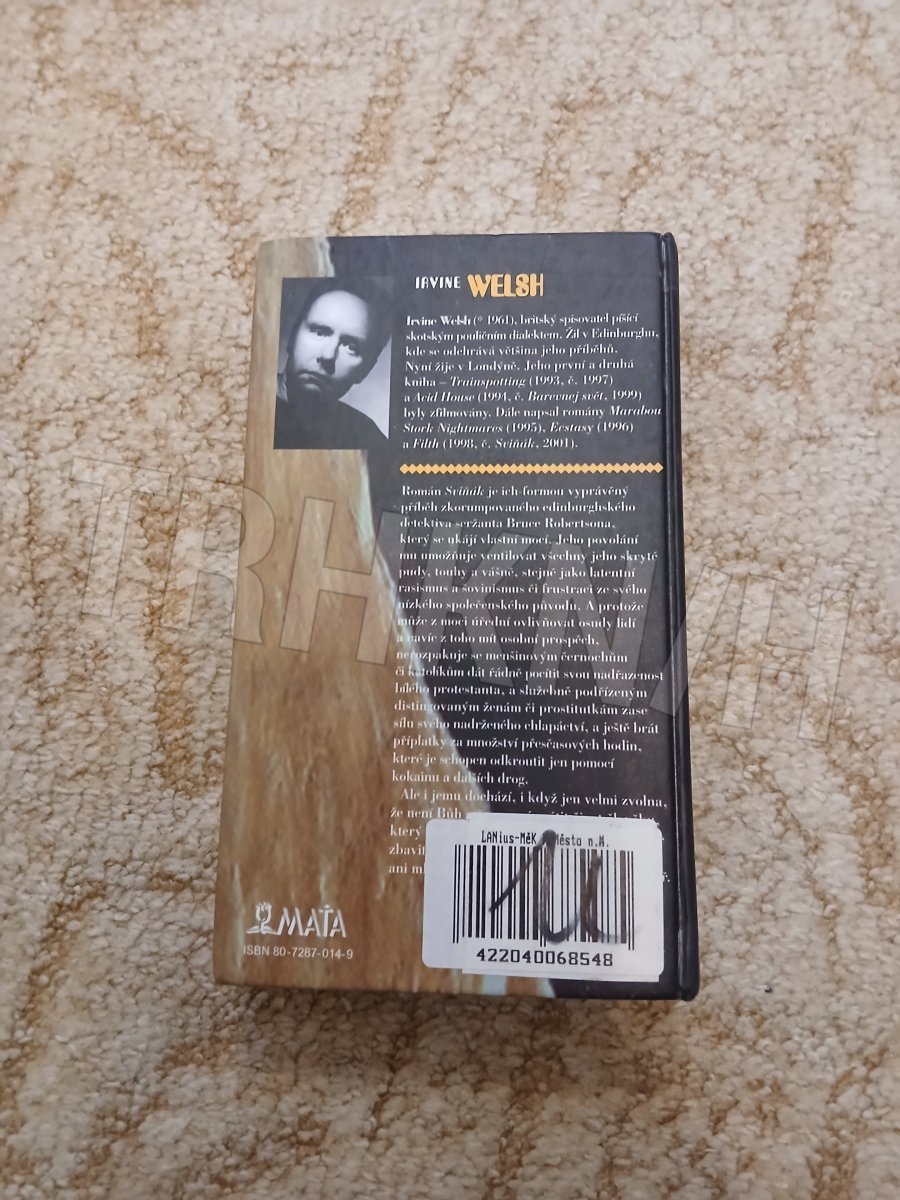 IRVINE WELSH
Irvine Welsh (* 1961), britský spisovatel píšící
skotským pouličním dialektem. Žil v Edinburghu,
kde se odehrává většina jeho příběhů.
Nyní žije v Londýně. Jeho první a druhá
kniha – Trainspotting (1993, č. 1997)
a Acid House (1994, č. Barevnej svět, 1999)
byly zfilmovány. Dále napsal romány Marabou
Stork Nightmares (1995), Ecstasy (1996)
a Filth (1998, č. Sviňák, 2001).
Román Sviňák je ich-formou vyprávěný
příběh zkorumpovaného edinburghského
detektiva seržanta Bruce Robertsona,
který se ukájí vlastní mocí. Jeho povolání
mu umožňuje ventilovat všechny jeho skryté
pudy, touhy a vášně, stejně jako latentní
rasismus a šovinismus či frustraci ze svého
nízkého společenského původu. A protože
může z moci úřední ovlivňovat osudy lidí
a navíc z toho mít osobní prospěch,
nerozpakuje se menšinovým černochům
či katolíkům dát řádně pocítit svou nadřazenost
bílého protestanta, a služebně podřízeným
distingovaným ženám či prostitutkám zase
sílu svého nadrženého chlapáctví, a ještě brát
příplatky za množství přesčasových hodin,
které je schopen odkroutit jen pomocí
kokainu a dalších drog.
Ale i jemu dochází, i když jen velmi zvolna,
že není Bůh
který
zbavit
ani
LANius-MěK Město n.M.
422040068548
MAŤA
ISBN 80-7287-014-9
TRHKNIH